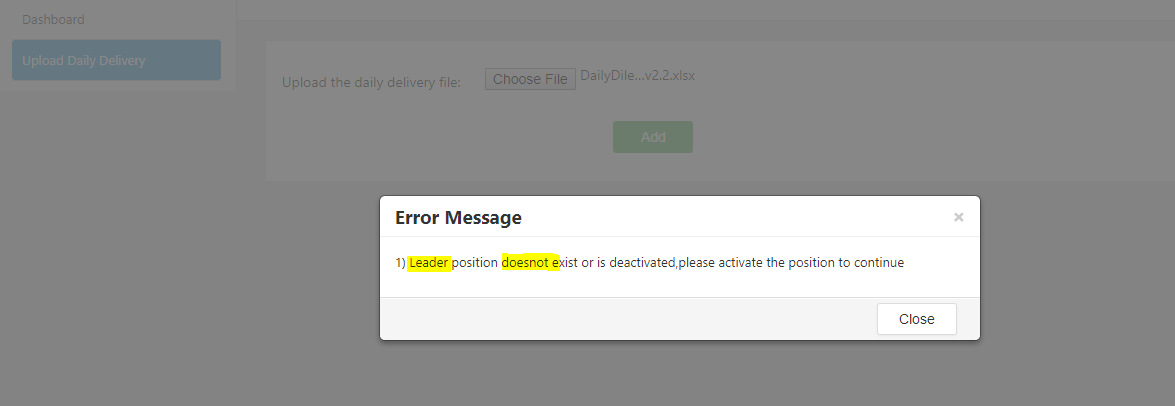 Dashboard
Upload Daily Delivery
Upload the daily delivery file:
Choose File DailyDile...v2.2.xlsx
Add
Error Message
×
1) Leader position doesnot exist or is deactivated,please activate the position to continue
Close